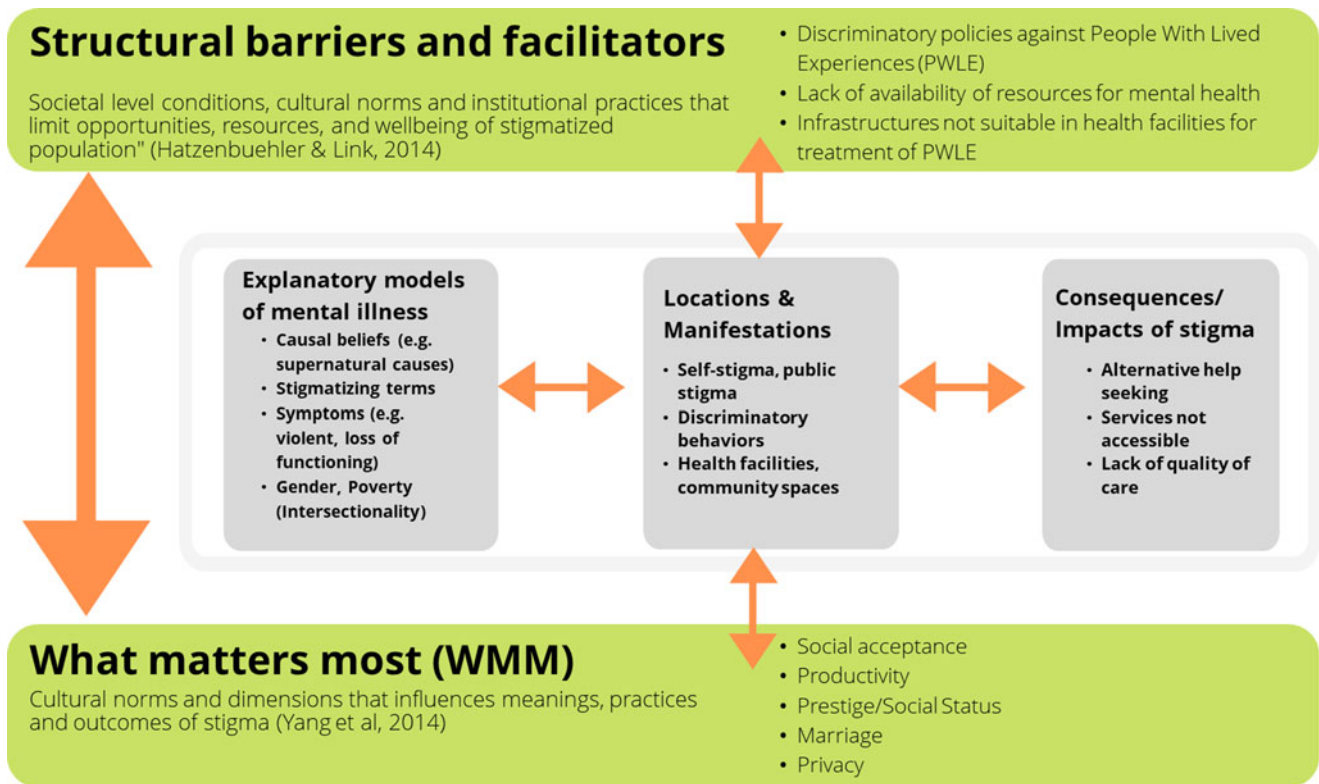 Structural barriers and facilitators
Societal level conditions, cultural norms and institutional practices that
limit opportunities, resources, and wellbeing of stigmatized
population" (Hatzenbuehler & Link, 2014)
• Discriminatory policies against People With Lived
Experiences (PWLE)
• Lack of availability of resources for mental health
• Infrastructures not suitable in health facilities for
treatment of PWLE
Explanatory models
of mental illness
• Causal beliefs (e.g.
supernatural causes)
• Stigmatizing terms
• Symptoms (e.g.
violent, loss of
functioning)
• Gender, Poverty
(Intersectionality)
Locations &
Manifestations
• Self-stigma, public
stigma
• Discriminatory
behaviors
• Health facilities,
community spaces
Consequences/
Impacts of stigma
• Alternative help
seeking
• Services not
accessible
• Lack of quality of
care
What matters most (WMM)
Cultural norms and dimensions that influences meanings, practices
and outcomes of stigma (Yang et al, 2014)
• Social acceptance
• Productivity
• Prestige/Social Status
• Marriage
• Privacy